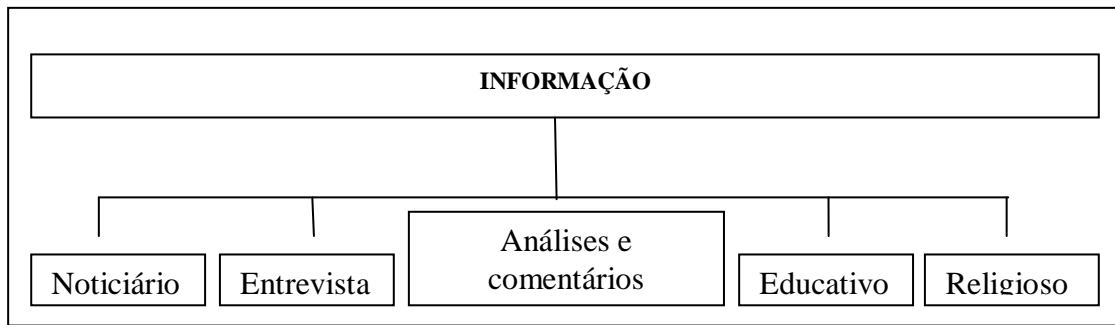 INFORMAÇÃO
Análises e
comentários
Noticiário
Entrevista
Educativo
Religioso